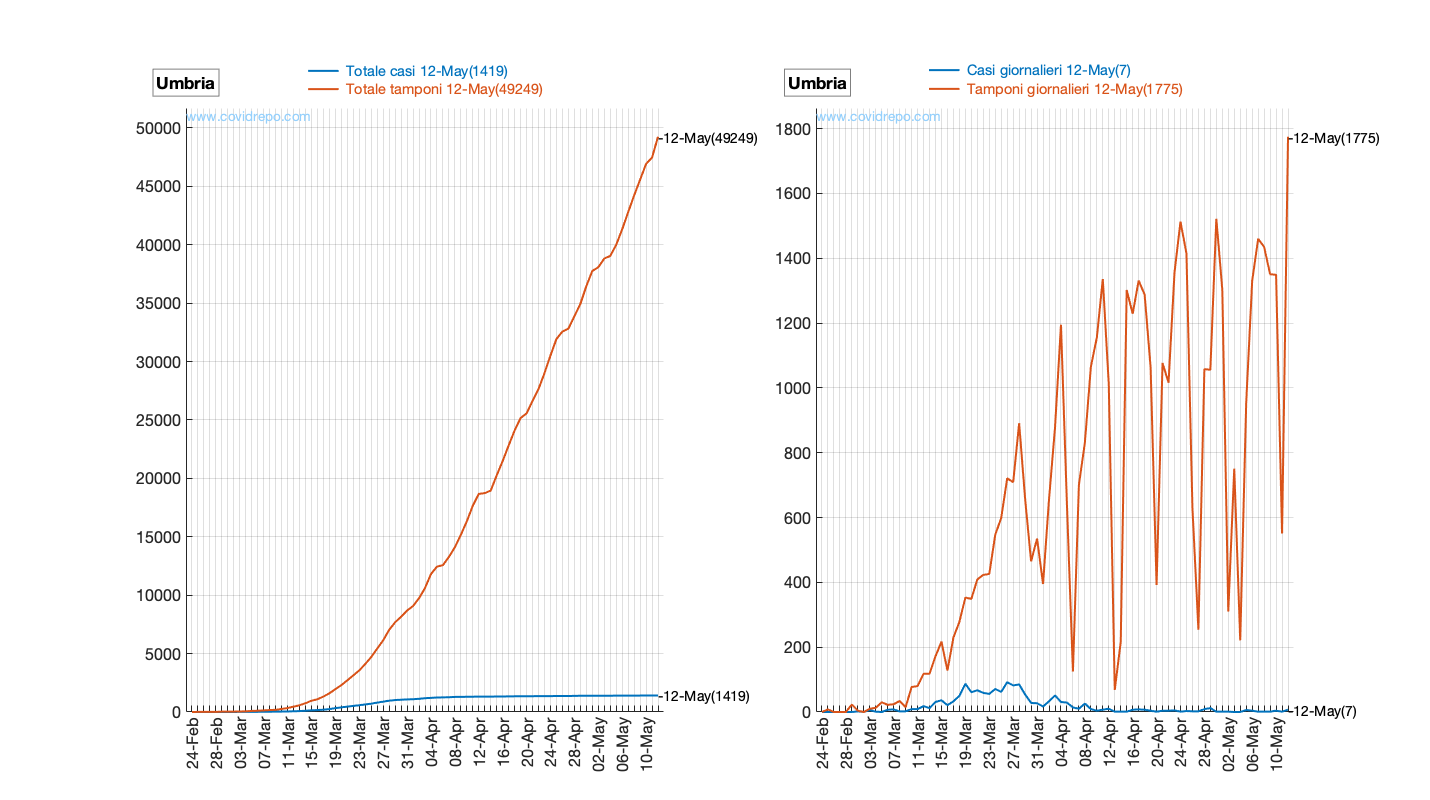 Umbria
Totale casi 12-May(1419)
Totale tamponi 12-May(49249)
www.covidrepo.com
50000
45000
40000
35000
30000
25000
20000
15000
10000
5000
0
12-May(49249)
12-May(1419)
24-Feb
28-Feb
03-Mar
07-Mar
11-Mar
15-Mar
19-Mar
23-Mar
27-Mar
31-Mar
04-Apr
08-Apr
12-Apr
16-Apr
20-Apr
24-Apr
28-Apr
02-May
06-May
10-May
Umbria
Casi giornalieri 12-May(7)
Tamponi giornalieri 12-May(1775)
www.covidrepo.com
1800
1600
1400
1200
1000
800
600
400
200
0
12-May(1775)
12-May(7)
24-Feb
28-Feb
03-Mar
07-Mar
11-Mar
15-Mar
19-Mar
23-Mar
27-Mar
31-Mar
04-Apr
08-Apr
12-Apr
16-Apr
20-Apr
24-Apr
28-Apr
02-May
06-May
10-May